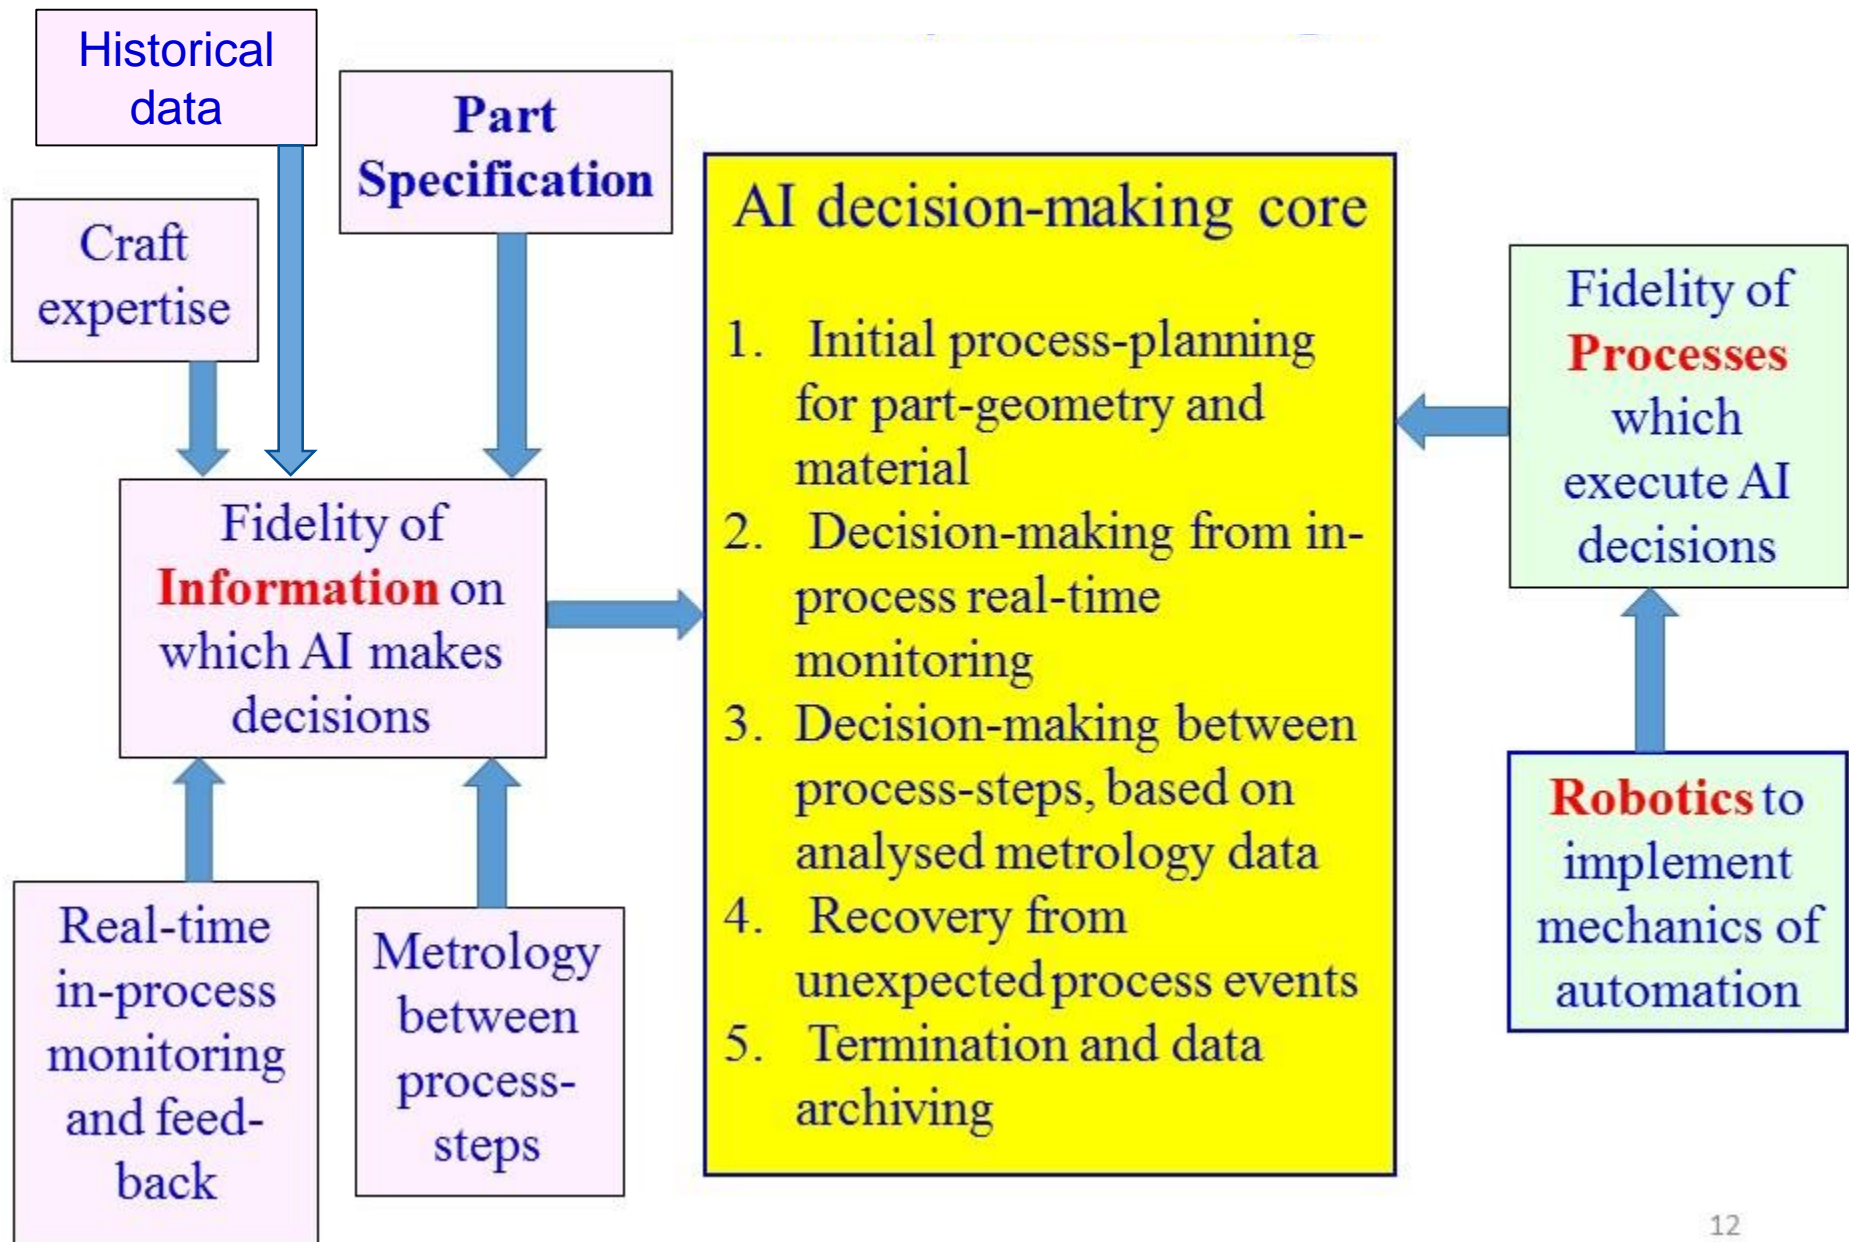 Historical
data
Part
Specification
Craft
expertise
Fidelity of
Information on
which AI makes
decisions
Real-time
in-process
monitoring
and feed-
back
Metrology
between
process-
steps
AI decision-making core
1. Initial process-planning
for part-geometry and
material
2. Decision-making from in-
process real-time
monitoring
3. Decision-making between
process-steps, based on
analysed metrology data
4. Recovery from
unexpected process events
5. Termination and data
archiving
Fidelity of
Processes
which
execute AI
decisions
Robotics to
implement
mechanics of
automation
12